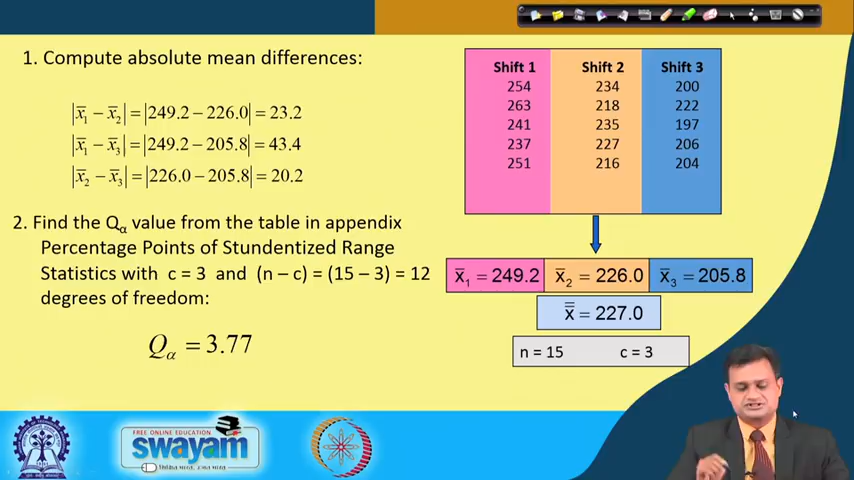 1. Compute absolute mean differences:
|x̄₁ − x̄₂| = |249.2 − 226.0| = 23.2
|x̄₁ − x̄₃| = |249.2 − 205.8| = 43.4
|x̄₂ − x̄₃| = |226.0 − 205.8| = 20.2
2. Find the Qα value from the table in appendix
Percentage Points of Stundentized Range
Statistics with c = 3 and (n – c) = (15 – 3) = 12
degrees of freedom:
Qα = 3.77
Shift 1 Shift 2 Shift 3
254 234 200
263 218 222
241 235 197
237 227 206
251 216 204
x̄₁ = 249.2 x̄₂ = 226.0 x̄₃ = 205.8
x̿ = 227.0
n = 15 c = 3
FREE ONLINE EDUCATION
swayam